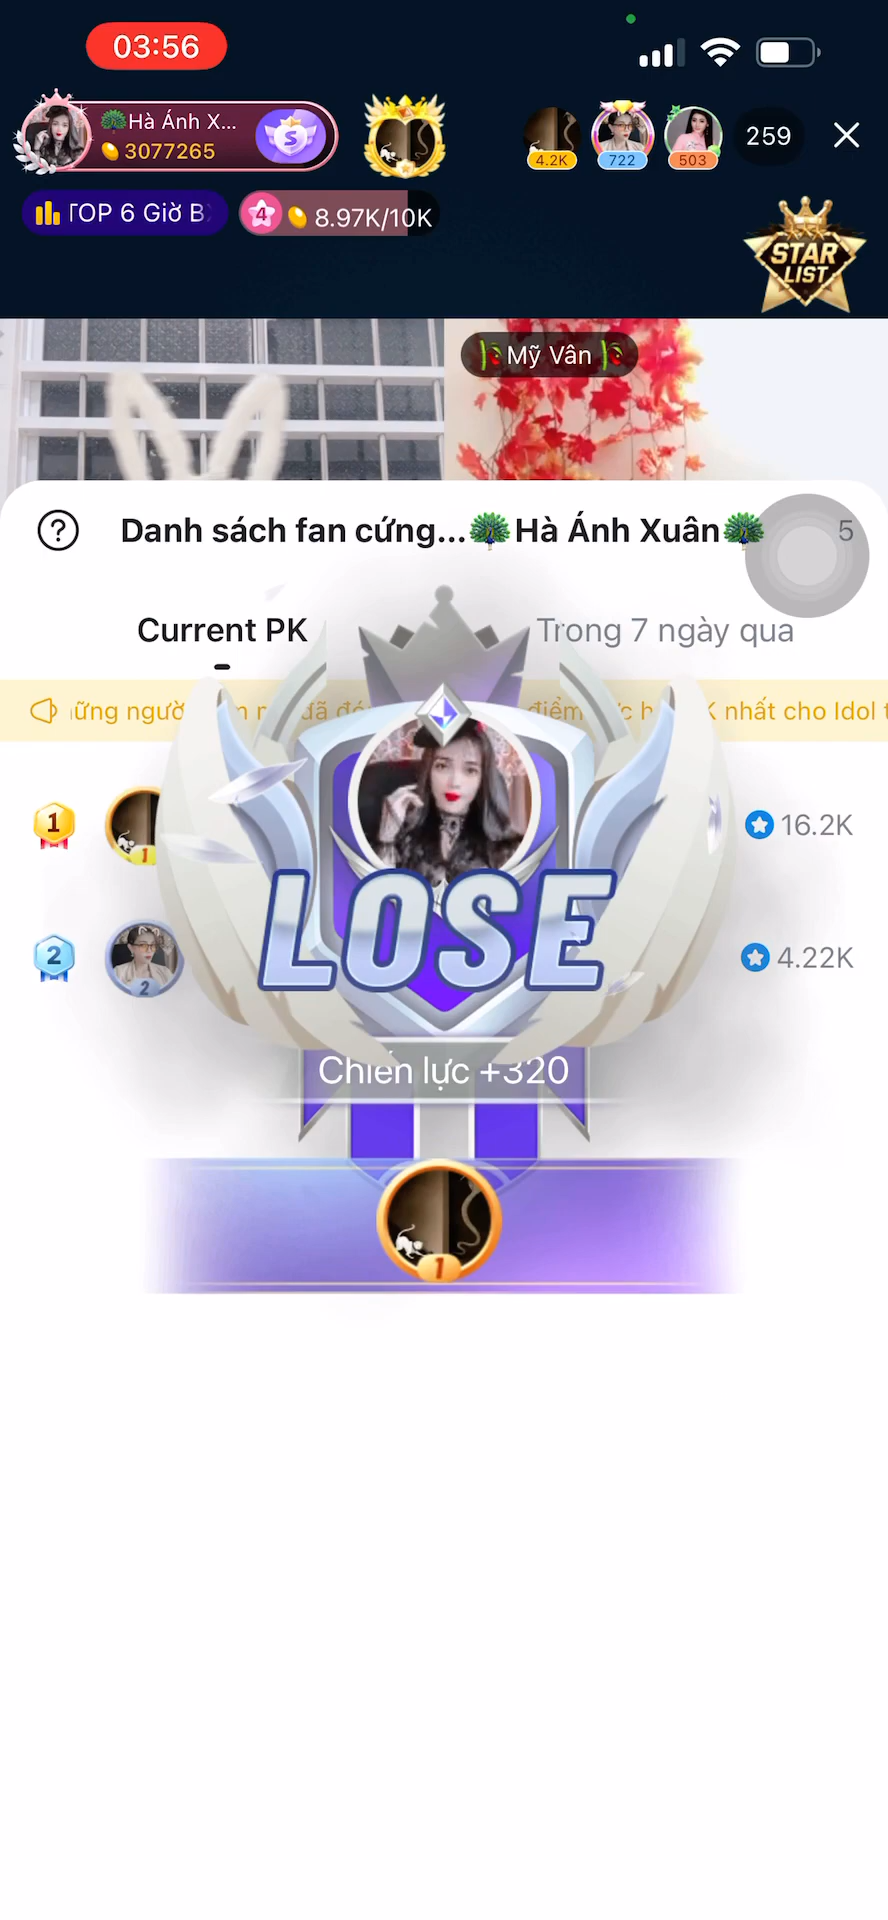 03:56
Hà Ánh X...
3077265
S
4.2K
722
503
259
TOP 6 Giờ B
4
8.97K/10K
STAR
LIST
Mỹ Vân
?
Danh sách fan cứng... Hà Ánh Xuân
5
Current PK
Trong 7 ngày qua
nhất cho Idol
1
1
16.2K
LOSE
2
2
4.22K
Chiến lực +320
1